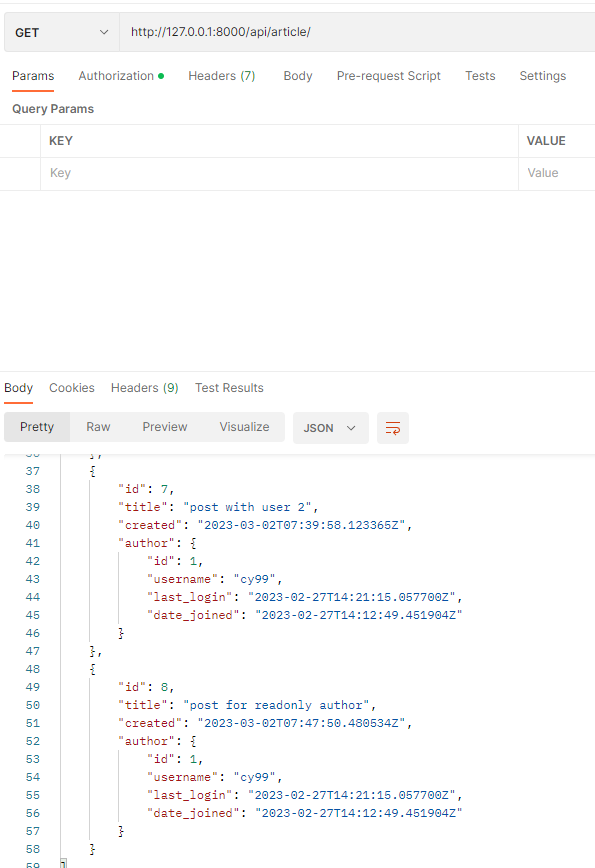 GET http://127.0.0.1:8000/api/article/
Params Authorization Headers (7) Body Pre-request Script Tests Settings
Query Params
KEY VALUE
Key Value
Body Cookies Headers (9) Test Results
Pretty Raw Preview Visualize JSON
36 },
37 {
38 "id": 7,
39 "title": "post with user 2",
40 "created": "2023-03-02T07:39:58.123365Z",
41 "author": {
42 "id": 1,
43 "username": "cy99",
44 "last_login": "2023-02-27T14:21:15.057700Z",
45 "date_joined": "2023-02-27T14:12:49.451904Z"
46 }
47 },
48 {
49 "id": 8,
50 "title": "post for readonly author",
51 "created": "2023-03-02T07:47:50.480534Z",
52 "author": {
53 "id": 1,
54 "username": "cy99",
55 "last_login": "2023-02-27T14:21:15.057700Z",
56 "date_joined": "2023-02-27T14:12:49.451904Z"
57 }
58 }
59 ]